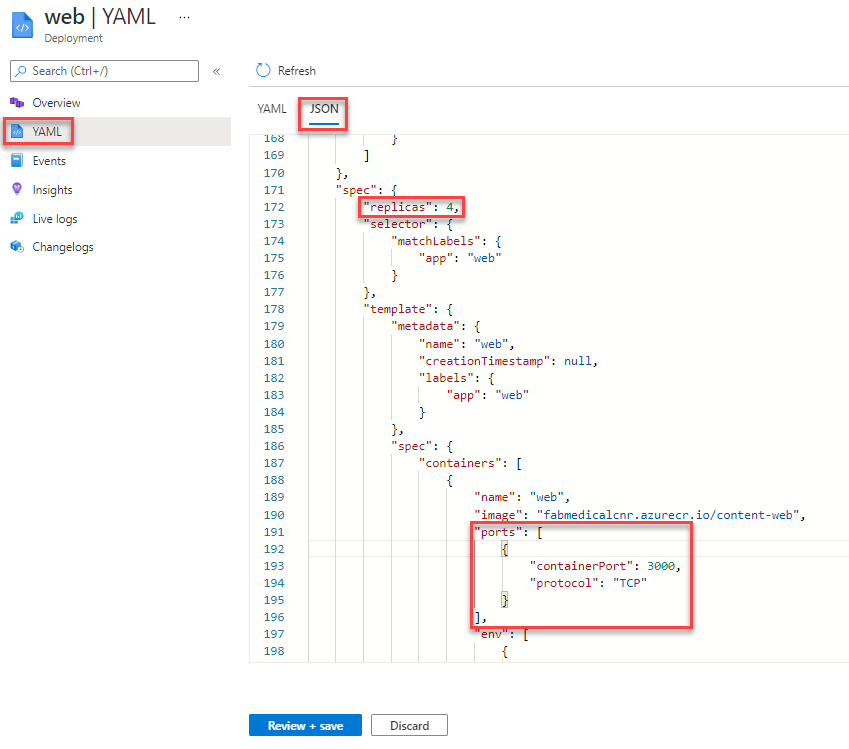 web | YAML ...
Deployment
Search (Ctrl+/)
«
Overview
YAML
Events
Insights
Live logs
Changelogs
Refresh
YAML JSON
168 }
169 ]
170 },
171 "spec": {
172 "replicas": 4,
173 "selector": {
174 "matchLabels": {
175 "app": "web"
176 }
177 },
178 "template": {
179 "metadata": {
180 "name": "web",
181 "creationTimestamp": null,
182 "labels": {
183 "app": "web"
184 }
185 },
186 "spec": {
187 "containers": [
188 {
189 "name": "web",
190 "image": "fabmedicalcnr.azurecr.io/content-web",
191 "ports": [
192 {
193 "containerPort": 3000,
194 "protocol": "TCP"
195 }
196 ],
197 "env": [
198 {
Review + save Discard